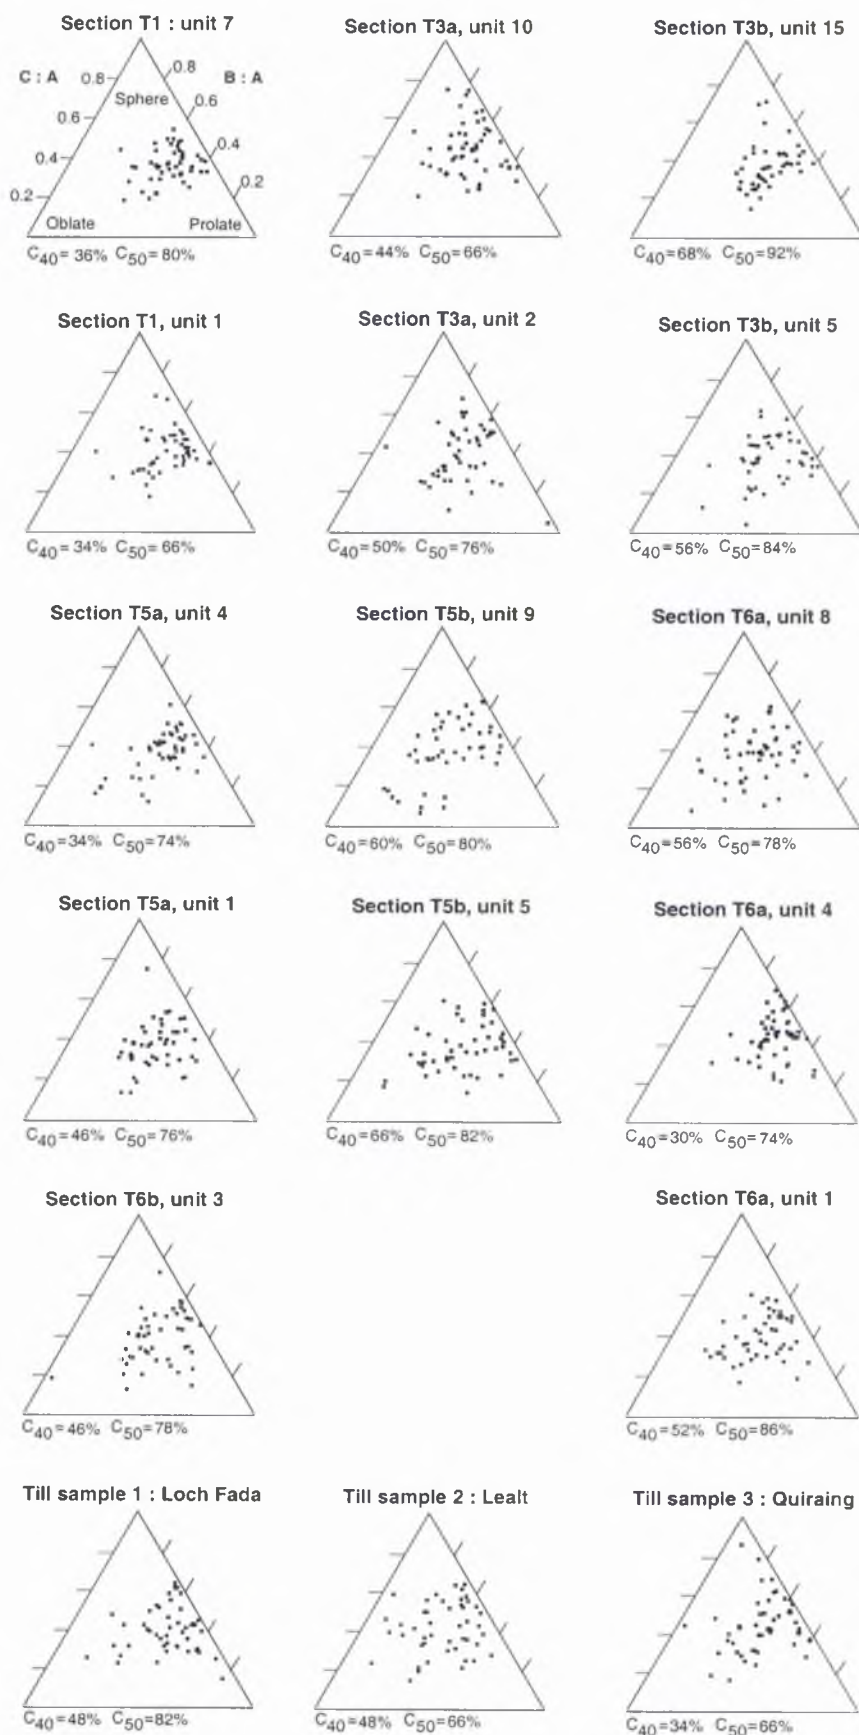 Section T1 : unit 7
Section T3a, unit 10
Section T3b, unit 15
C : A
0.8
0.8
B : A
Sphere
0.6
0.6
0.4
0.4
0.2
0.2
Oblate
Prolate
C40=36% C50=80%
C40=44% C50=66%
C40=68% C50=92%
Section T1, unit 1
Section T3a, unit 2
Section T3b, unit 5
C40=34% C50=66%
C40=50% C50=76%
C40=56% C50=84%
Section T5a, unit 4
Section T5b, unit 9
Section T6a, unit 8
C40=34% C50=74%
C40=60% C50=80%
C40=56% C50=78%
Section T5a, unit 1
Section T5b, unit 5
Section T6a, unit 4
C40=46% C50=76%
C40=66% C50=82%
C40=30% C50=74%
Section T6b, unit 3
Section T6a, unit 1
C40=46% C50=78%
C40=52% C50=86%
Till sample 1 : Loch Fada
Till sample 2 : Lealt
Till sample 3 : Quiraing
C40=48% C50=82%
C40=48% C50=66%
C40=34% C50=66%